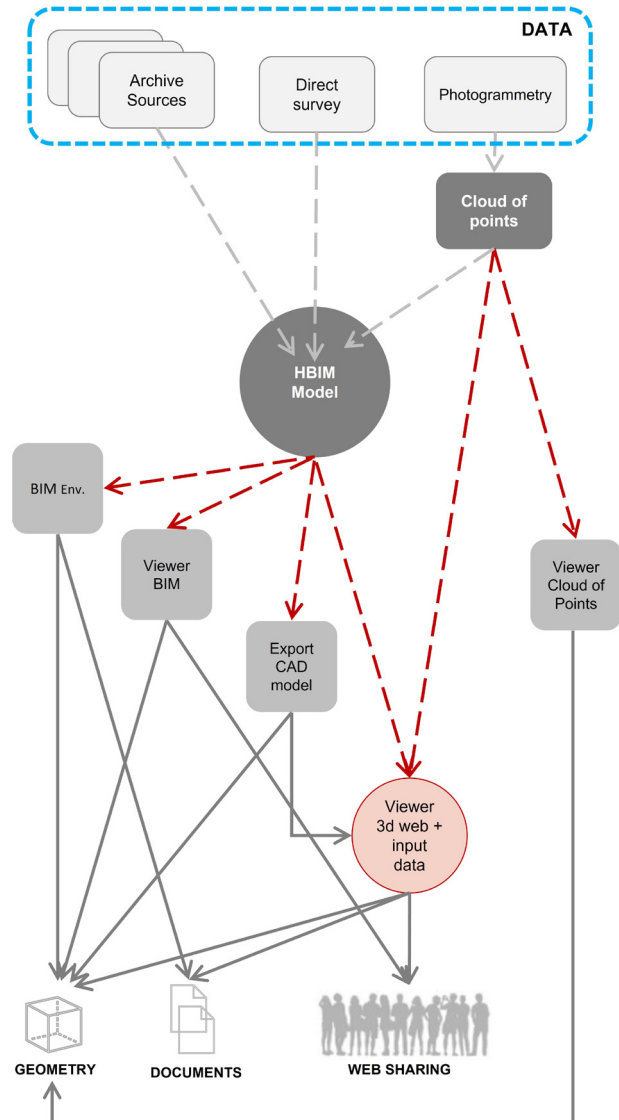 DATA
Archive
Sources
Direct
survey
Photogrammetry
Cloud of
points
HBIM
Model
BIM Env.
Viewer
BIM
Viewer
Cloud of
Points
Export
CAD
model
Viewer
3d web +
input
data
GEOMETRY
DOCUMENTS
WEB SHARING